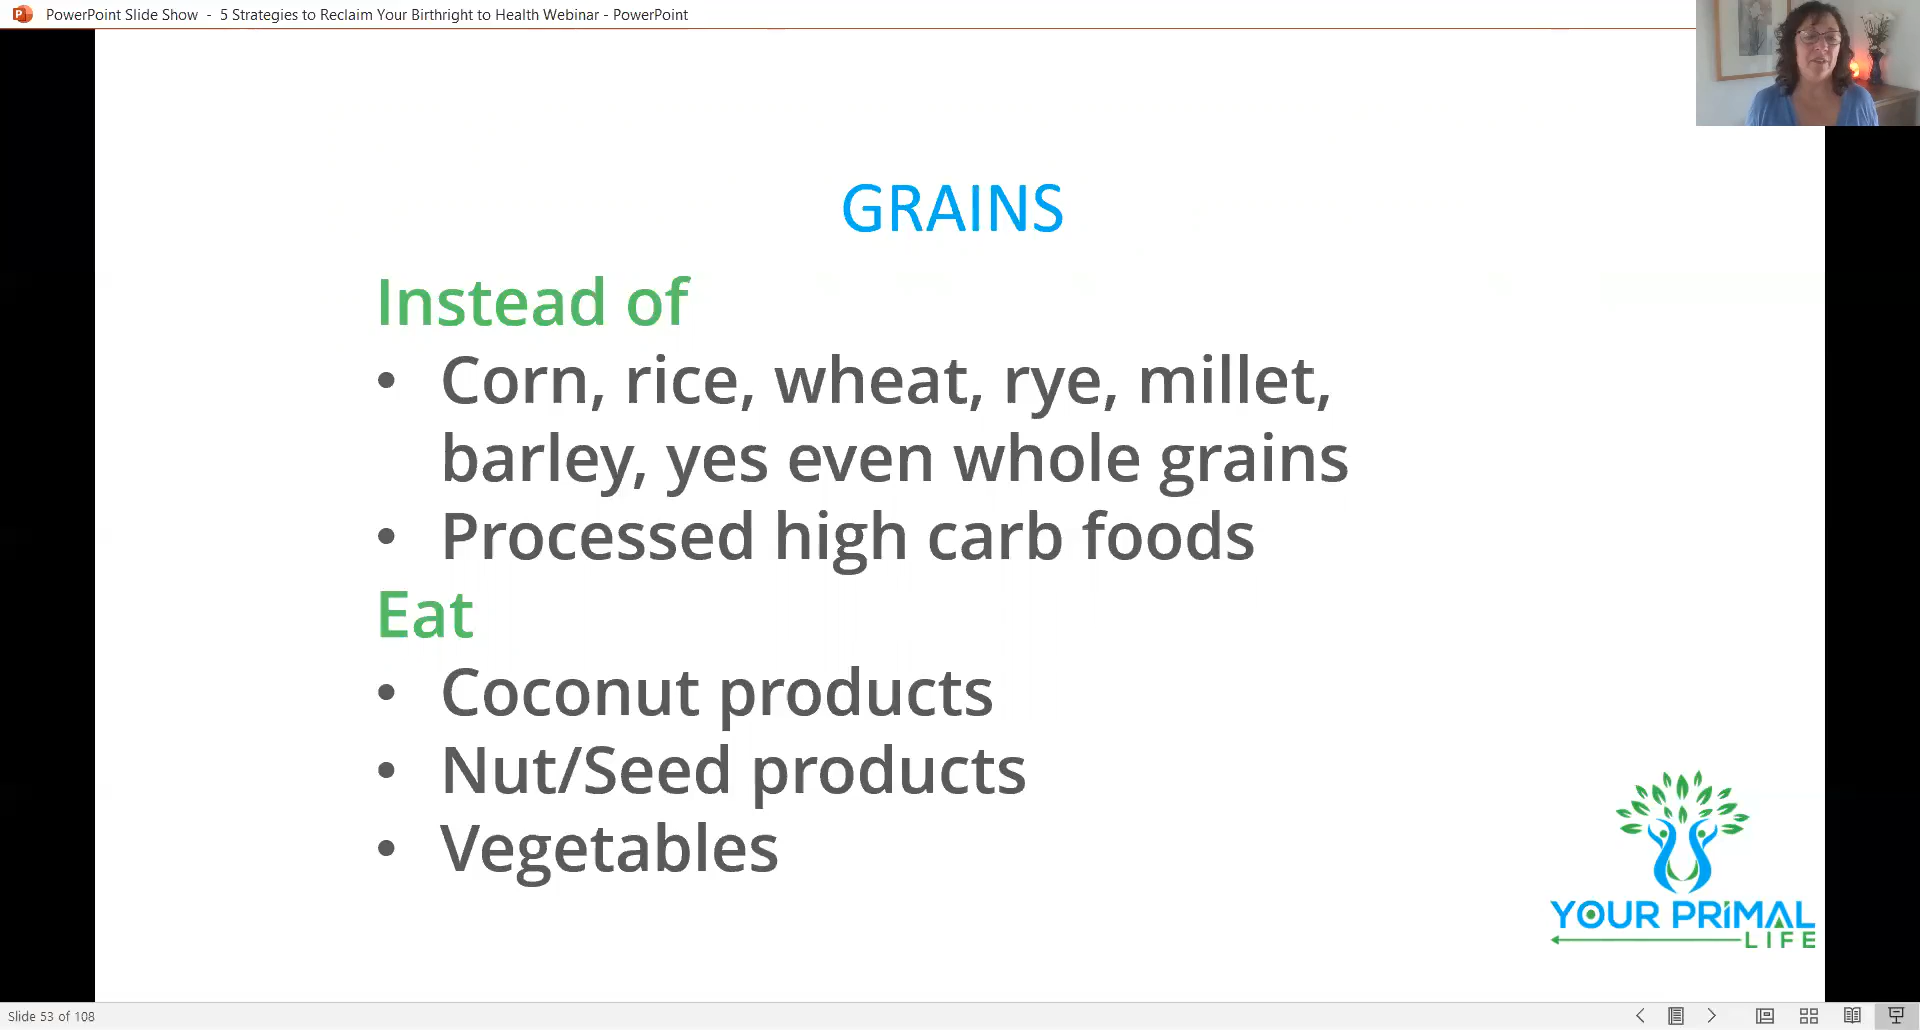 PowerPoint Slide Show - 5 Strategies to Reclaim Your Birthright to Health Webinar - PowerPoint
GRAINS
Instead of
• Corn, rice, wheat, rye, millet,
barley, yes even whole grains
• Processed high carb foods
Eat
• Coconut products
• Nut/Seed products
• Vegetables
YOUR PRIMAL
LIFE
Slide 53 of 108